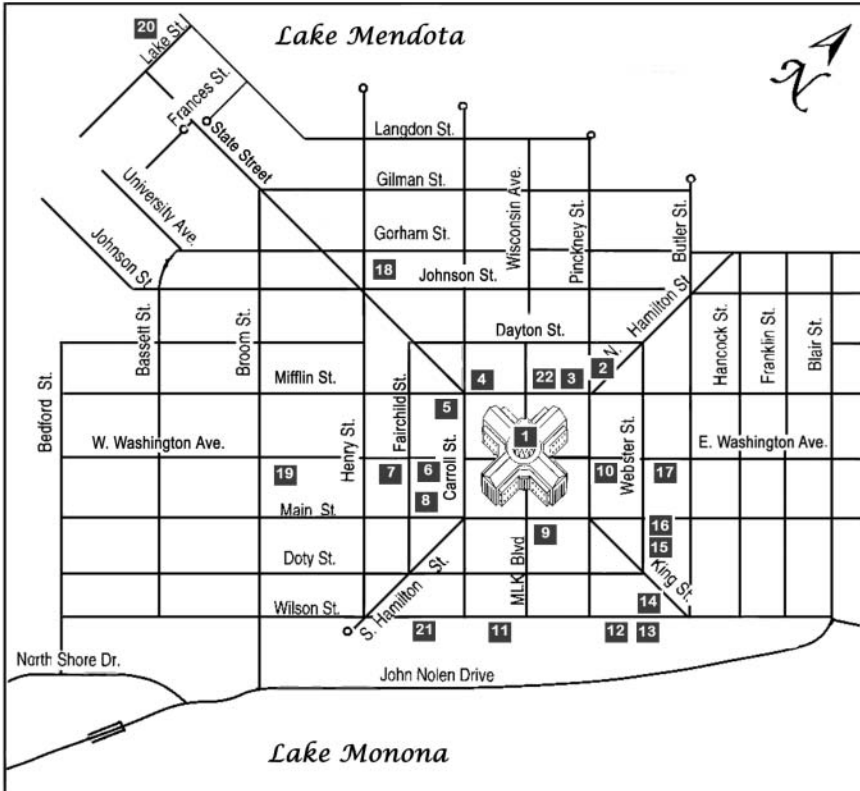 20
Lake St.
Lake Mendota
N
Frances St.
State Street
Langdon St.
University Ave.
Gilman St.
Wisconsin Ave.
Pinckney St.
Butler St.
Johnson St.
Gorham St.
18
Johnson St.
N. Hamilton St
Bassett St.
Broom St.
Dayton St.
Hancock St.
Franklin St.
Blair St.
Bedford St.
Mifflin St.
Fairchild St.
4
22
3
2
5
1
W. Washington Ave.
Henry St.
Carroll St.
Webster St.
E. Washington Ave.
19
7
6
10
17
8
Main St.
9
16
Doty St.
MLK Blvd
15
King St.
Wilson St.
S. Hamilton St.
14
21
11
12
13
North Shore Dr.
John Nolen Drive
Lake Monona